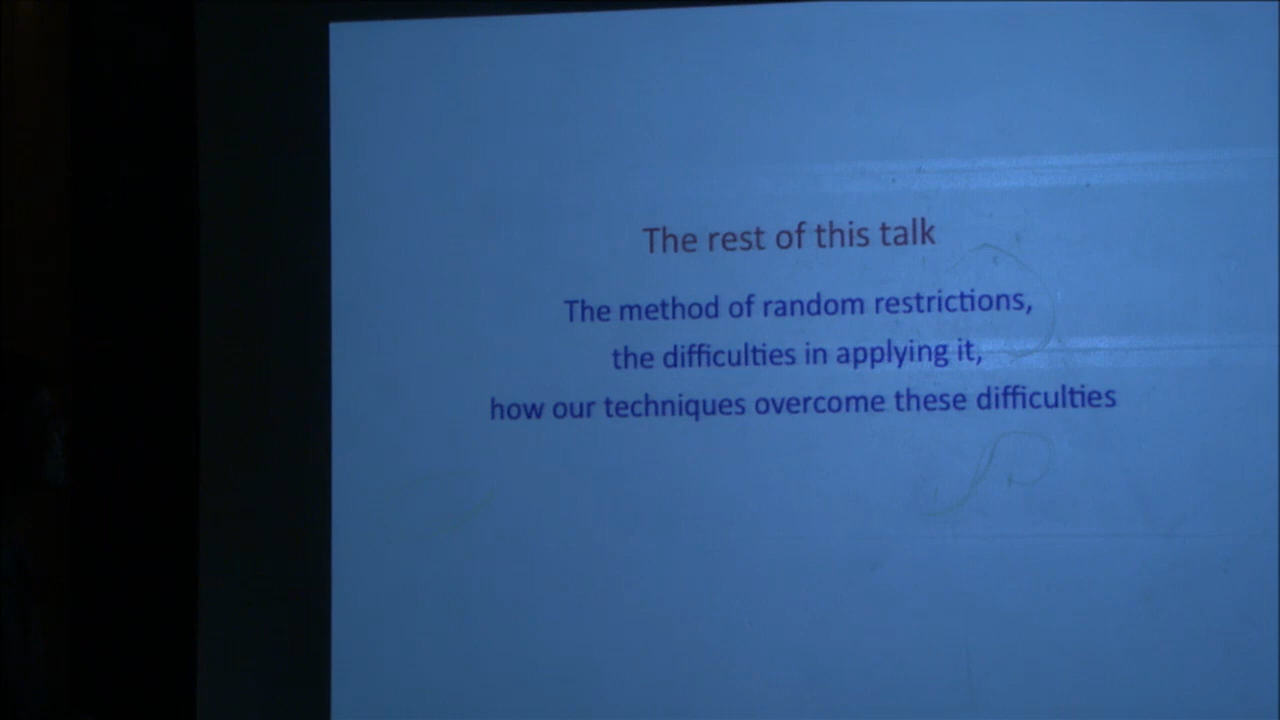 The rest of this talk
The method of random restrictions,
the difficulties in applying it,
how our techniques overcome these difficulties